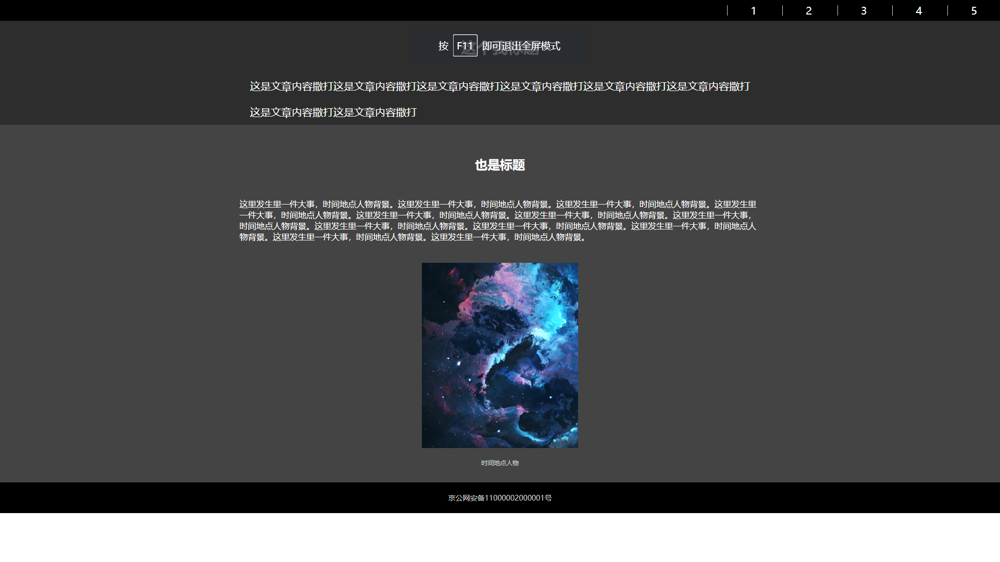 1 2 3 4 5
按 F11 即可退出全屏模式
这个我标题
这是文章内容撒打这是文章内容撒打这是文章内容撒打这是文章内容撒打这是文章内容撒打这是文章内容撒打
这是文章内容撒打这是文章内容撒打
也是标题
这里发生里一件大事，时间地点人物背景。这里发生里一件大事，时间地点人物背景。这里发生里一件大事，时间地点人物背景。这里发生里
一件大事，时间地点人物背景。这里发生里一件大事，时间地点人物背景。这里发生里一件大事，时间地点人物背景。这里发生里一件大事，
时间地点人物背景。这里发生里一件大事，时间地点人物背景。这里发生里一件大事，时间地点人物背景。这里发生里一件大事，时间地点人
物背景。这里发生里一件大事，时间地点人物背景。这里发生里一件大事，时间地点人物背景。
时间地点人物
京公网安备11000002000001号